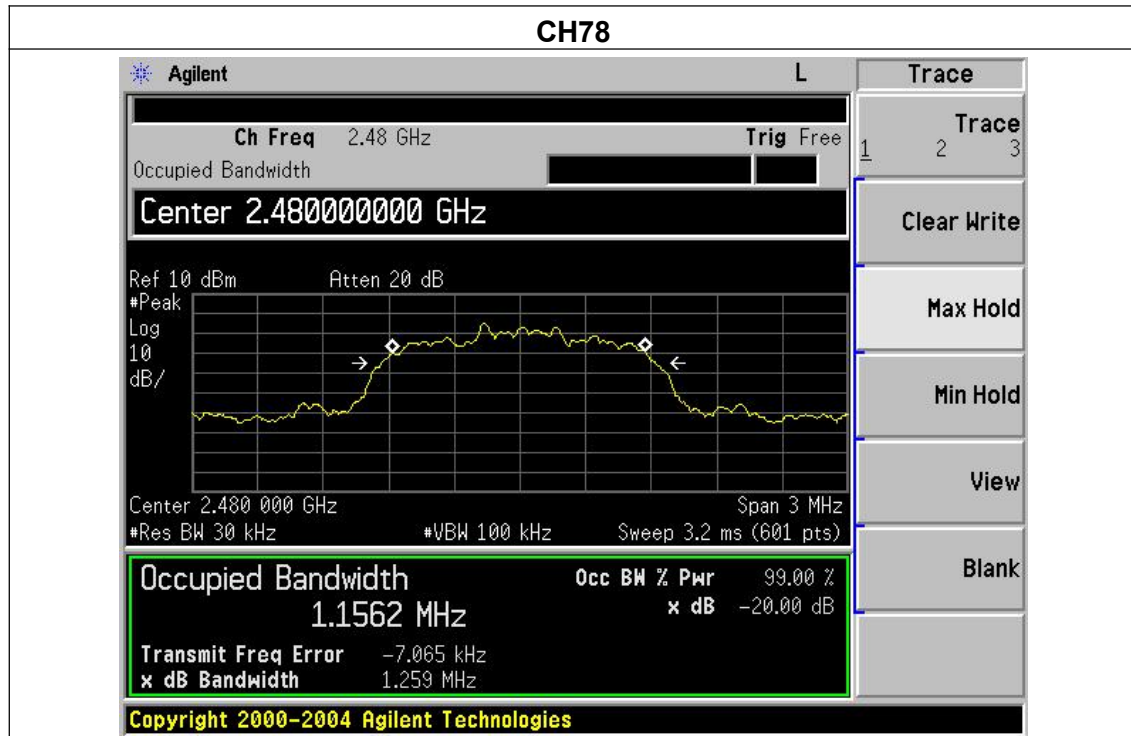 CH78
Agilent L Trace
Ch Freq 2.48 GHz Trig Free
Occupied Bandwidth
Center 2.480000000 GHz
Ref 10 dBm Atten 20 dB
#Peak
Log
10
dB/
Center 2.480 000 GHz Span 3 MHz
#Res BW 30 kHz #VBW 100 kHz Sweep 3.2 ms (601 pts)
Occupied Bandwidth Occ BW % Pwr 99.00 %
1.1562 MHz x dB -20.00 dB
Transmit Freq Error -7.065 kHz
x dB Bandwidth 1.259 MHz
Copyright 2000-2004 Agilent Technologies
Trace
1 2 3
Clear Write
Max Hold
Min Hold
View
Blank